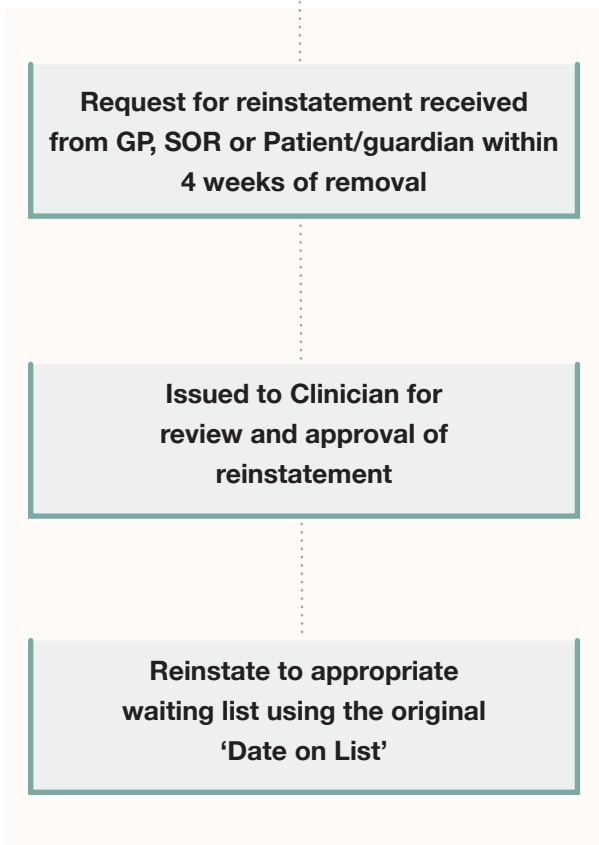 Request for reinstatement received
from GP, SOR or Patient/guardian within
4 weeks of removal
Issued to Clinician for
review and approval of
reinstatement
Reinstate to appropriate
waiting list using the original
‘Date on List’